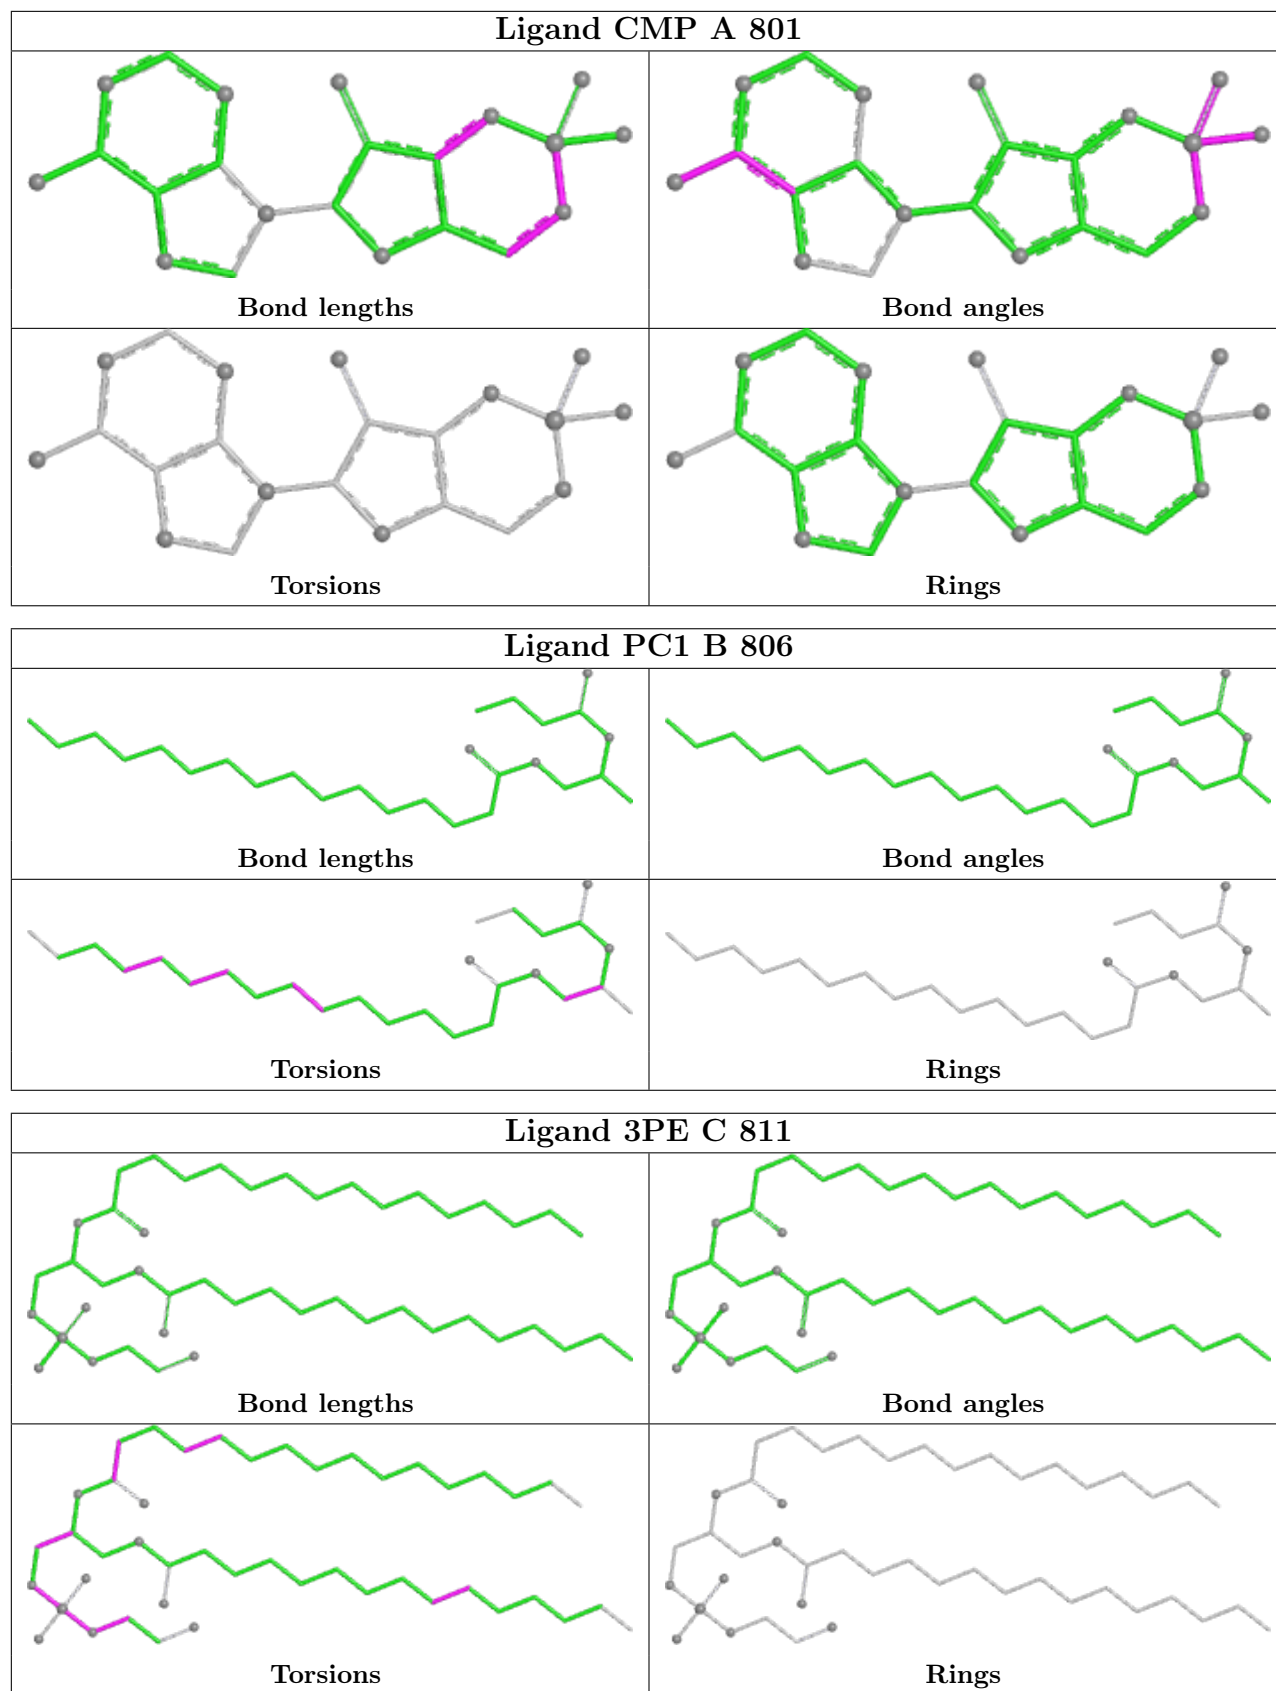 Ligand CMP A 801
Bond lengths
Bond angles
Torsions
Rings
Ligand PC1 B 806
Bond lengths
Bond angles
Torsions
Rings
Ligand 3PE C 811
Bond lengths
Bond angles
Torsions
Rings